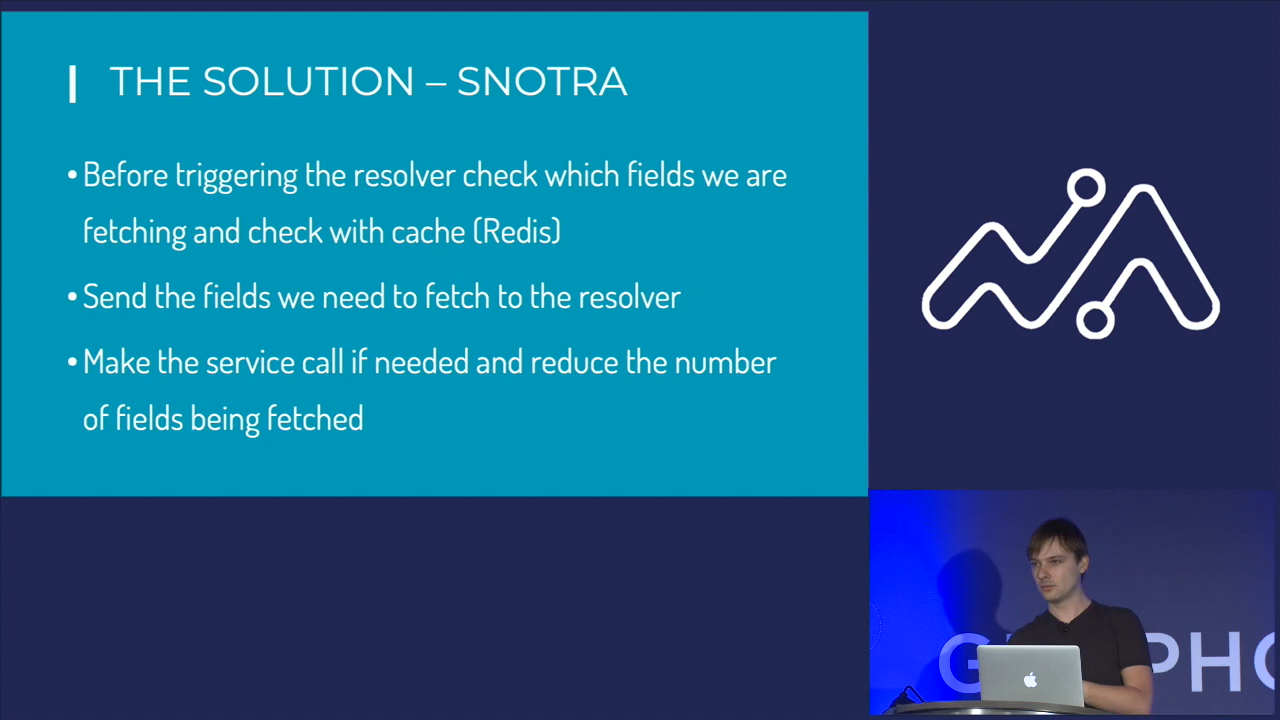 THE SOLUTION – SNOTRA
• Before triggering the resolver check which fields we are
fetching and check with cache (Redis)
• Send the fields we need to fetch to the resolver
• Make the service call if needed and reduce the number
of fields being fetched